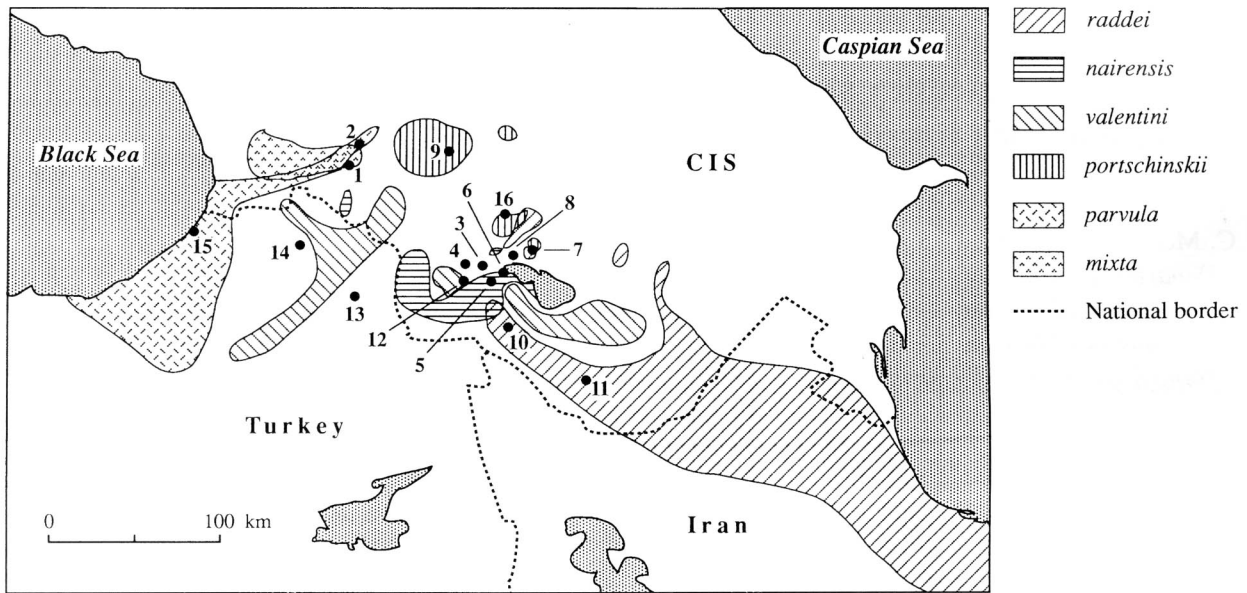 Black Sea
Caspian Sea
CIS
Turkey
Iran
2
1
9
6
16
8
3
4
7
15
14
13
12
5
10
11
0 100 km
raddei
nairensis
valentini
portschinskii
parvula
mixta
National border